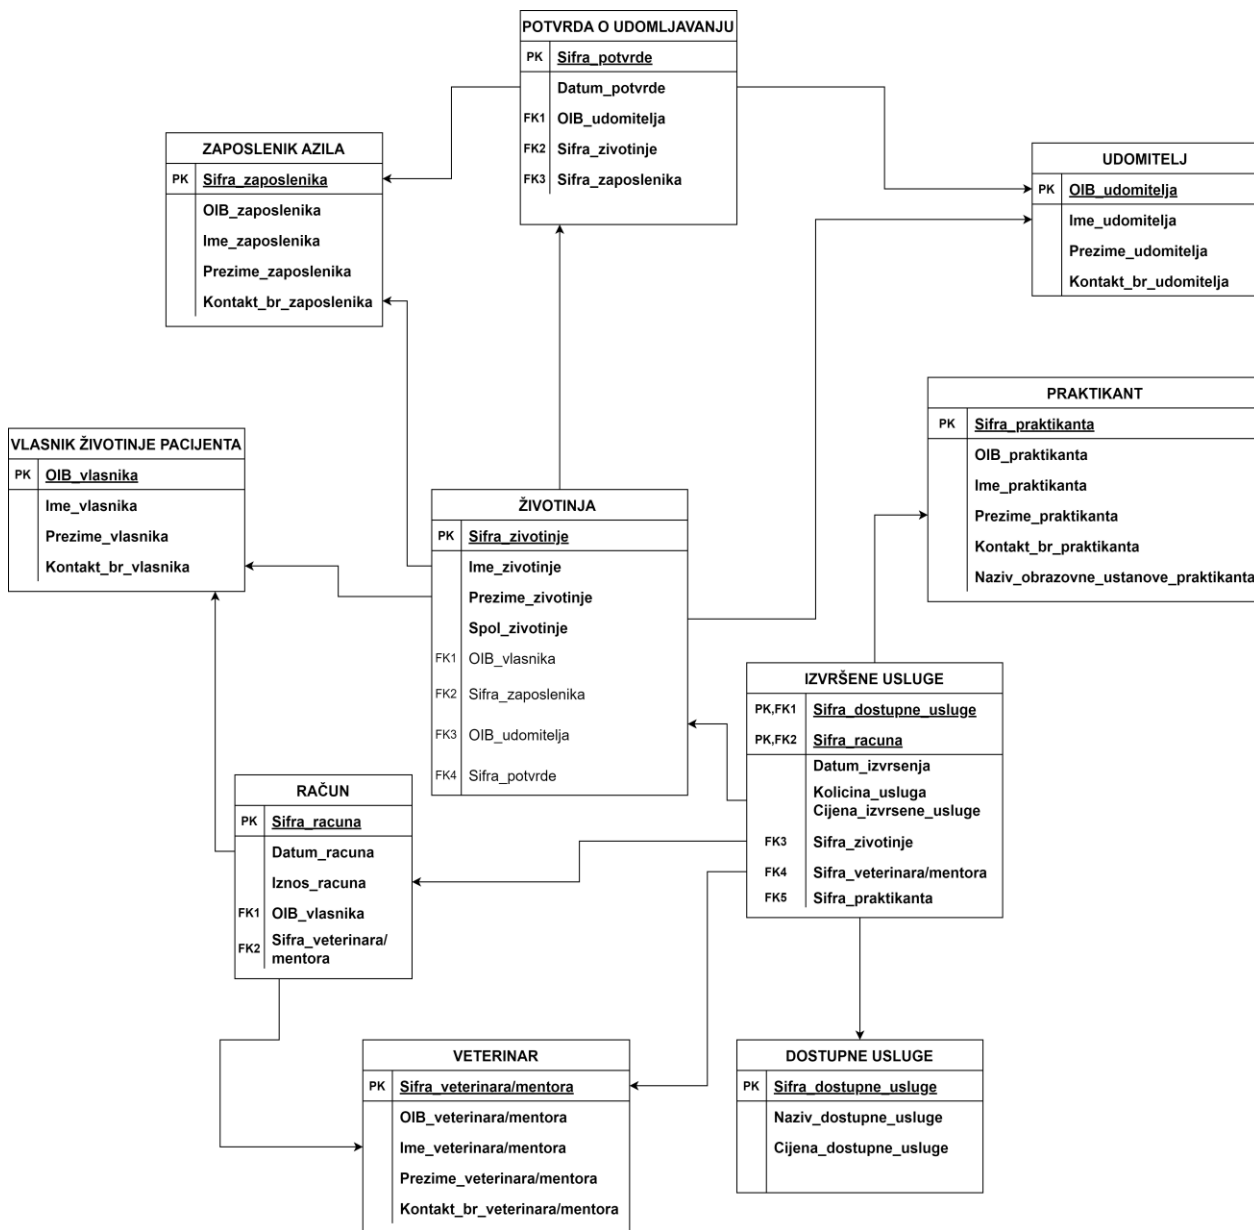 POTVRDA O UDOMLJAVANJU
PK Sifra_potvrde
Datum_potvrde
FK1 OIB_udomitelja
FK2 Sifra_zivotinje
FK3 Sifra_zaposlenika
ZAPOSLENIK AZILA
PK Sifra_zaposlenika
OIB_zaposlenika
Ime_zaposlenika
Prezime_zaposlenika
Kontakt_br_zaposlenika
UDOMITELJ
PK OIB_udomitelja
Ime_udomitelja
Prezime_udomitelja
Kontakt_br_udomitelja
PRAKTIKANT
PK Sifra_praktikanta
OIB_praktikanta
Ime_praktikanta
Prezime_praktikanta
Kontakt_br_praktikanta
Naziv_obrazovne_ustanove_praktikanta
VLASNIK ŽIVOTINJE PACIJENTA
PK OIB_vlasnika
Ime_vlasnika
Prezime_vlasnika
Kontakt_br_vlasnika
ŽIVOTINJA
PK Sifra_zivotinje
Ime_zivotinje
Prezime_zivotinje
Spol_zivotinje
FK1 OIB_vlasnika
FK2 Sifra_zaposlenika
FK3 OIB_udomitelja
FK4 Sifra_potvrde
IZVRŠENE USLUGE
PK,FK1 Sifra_dostupne_usluge
PK,FK2 Sifra_racuna
Datum_izvrsenja
Kolicina_usluga
Cijena_izvrsene_usluge
FK3 Sifra_zivotinje
FK4 Sifra_veterinara/mentora
FK5 Sifra_praktikanta
RAČUN
PK Sifra_racuna
Datum_racuna
Iznos_racuna
FK1 OIB_vlasnika
FK2 Sifra_veterinara/
mentora
VETERINAR
PK Sifra_veterinara/mentora
OIB_veterinara/mentora
Ime_veterinara/mentora
Prezime_veterinara/mentora
Kontakt_br_veterinara/mentora
DOSTUPNE USLUGE
PK Sifra_dostupne_usluge
Naziv_dostupne_usluge
Cijena_dostupne_usluge